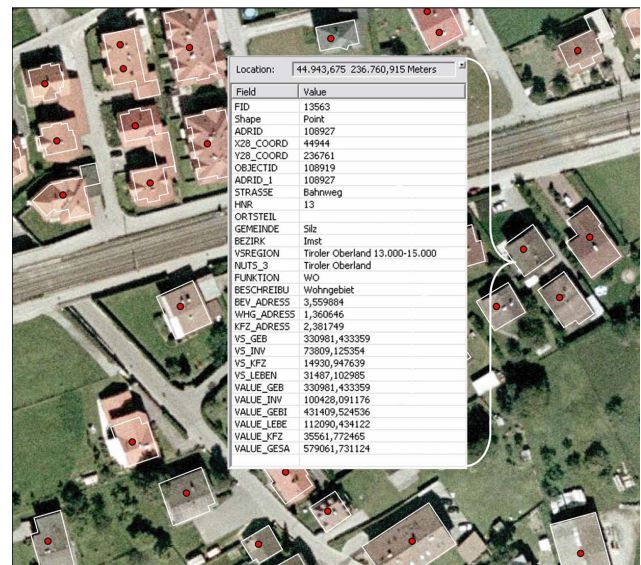 Location: 44.943,675 236.760,915 Meters
Field Value
FID 13563
Shape Point
ADRID 108927
X28_COORD 44944
Y28_COORD 236761
OBJECTID 108919
ADRID_1 108927
STRASSE Bahnweg
HNR 13
ORTSTEIL
GEMEINDE Silz
BEZIRK Imst
VSREGION Tiroler Oberland 13.000-15.000
NUTS_3 Tiroler Oberland
FUNKTION WO
BESCHREIBU Wohngebiet
BEV_ADRESS 3,559884
WHG_ADRESS 1,360646
KFZ_ADRESS 2,381749
VS_GEB 330981,433359
VS_INV 73809,125354
VS_KFZ 14930,947639
VS_LEBEN 31487,102985
VALUE_GEB 330981,433359
VALUE_INV 100428,091176
VALUE_GEBI 431409,524536
VALUE_LEBE 112090,434122
VALUE_KFZ 35561,772465
VALUE_GESA 579061,731124